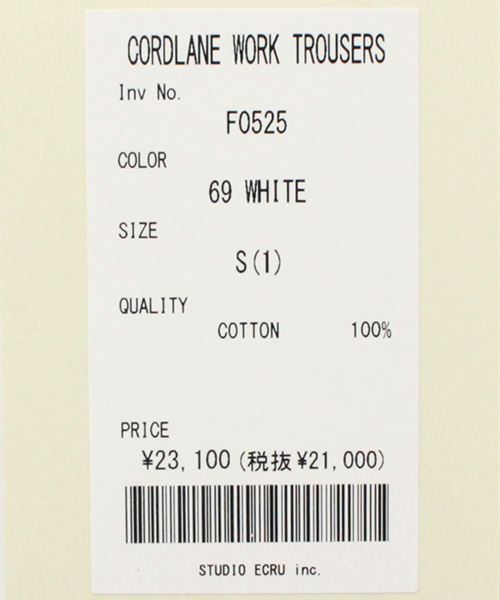 CORDLANE WORK TROUSERS
Inv No.
F0525
COLOR
69 WHITE
SIZE
S(1)
QUALITY
COTTON 100%
PRICE
¥23,100(税抜¥21,000)
STUDIO ECRU inc.